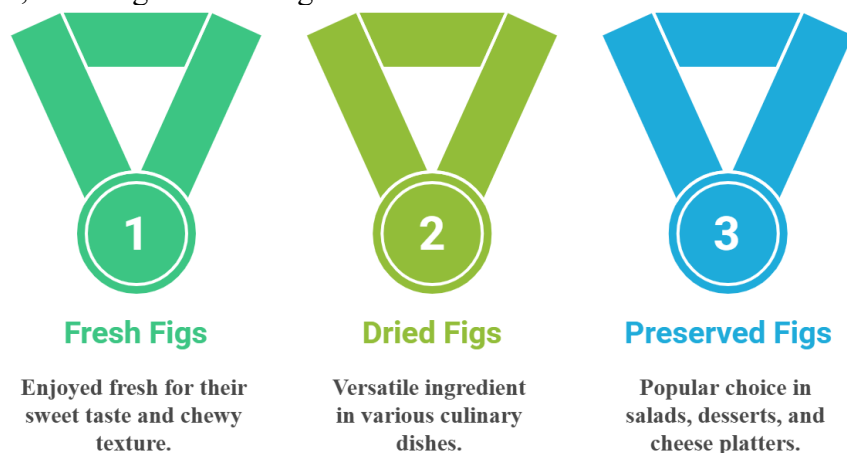 1
2
3
Fresh Figs
Dried Figs
Preserved Figs
Enjoyed fresh for their
sweet taste and chewy
texture.
Versatile ingredient
in various culinary
dishes.
Popular choice in
salads, desserts, and
cheese platters.